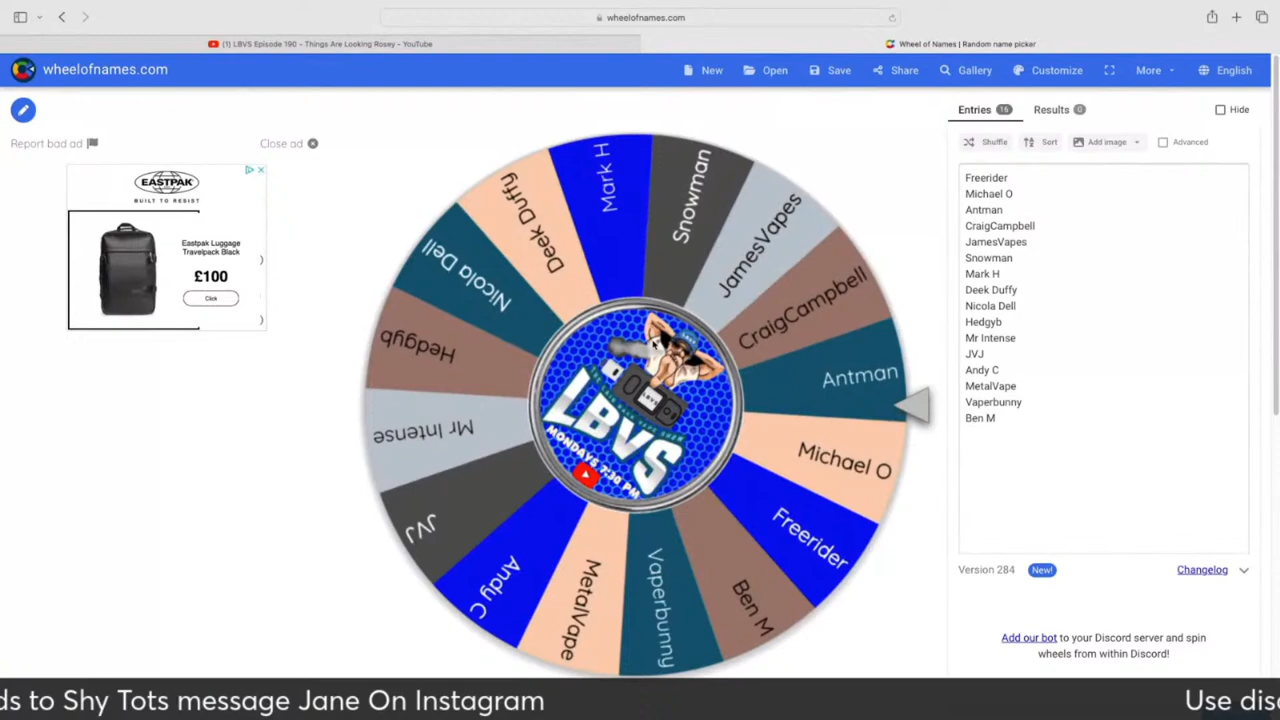 wheelofnames.com
(1) LBVS Episode 190 - Things Are Looking Rosey - YouTube
Wheel of Names | Random name picker
wheelofnames.com
New
Open
Save
Share
Gallery
Customize
More
English
Report bad ad
Close ad
EASTPAK
BUILT TO RESIST
Eastpak Luggage
Travelpack Black
£100
Click
Mark H
Snowman
JamesVapes
CraigCampbell
Antman
Michael O
Freerider
Ben M
Vaperbunny
MetalVape
Andy C
JVJ
Mr Intense
Hedgyb
Nicola Dell
Deek Duffy
LBVS
LBVS
MONDAYS 7:30 PM
Entries 16
Results 0
Hide
Shuffle
Sort
Add image
Advanced
Freerider
Michael O
Antman
CraigCampbell
JamesVapes
Snowman
Mark H
Deek Duffy
Nicola Dell
Hedgyb
Mr Intense
JVJ
Andy C
MetalVape
Vaperbunny
Ben M
Version 284 New!
Changelog
Add our bot to your Discord server and spin
wheels from within Discord!
ds to Shy Tots message Jane On Instagram
Use disc